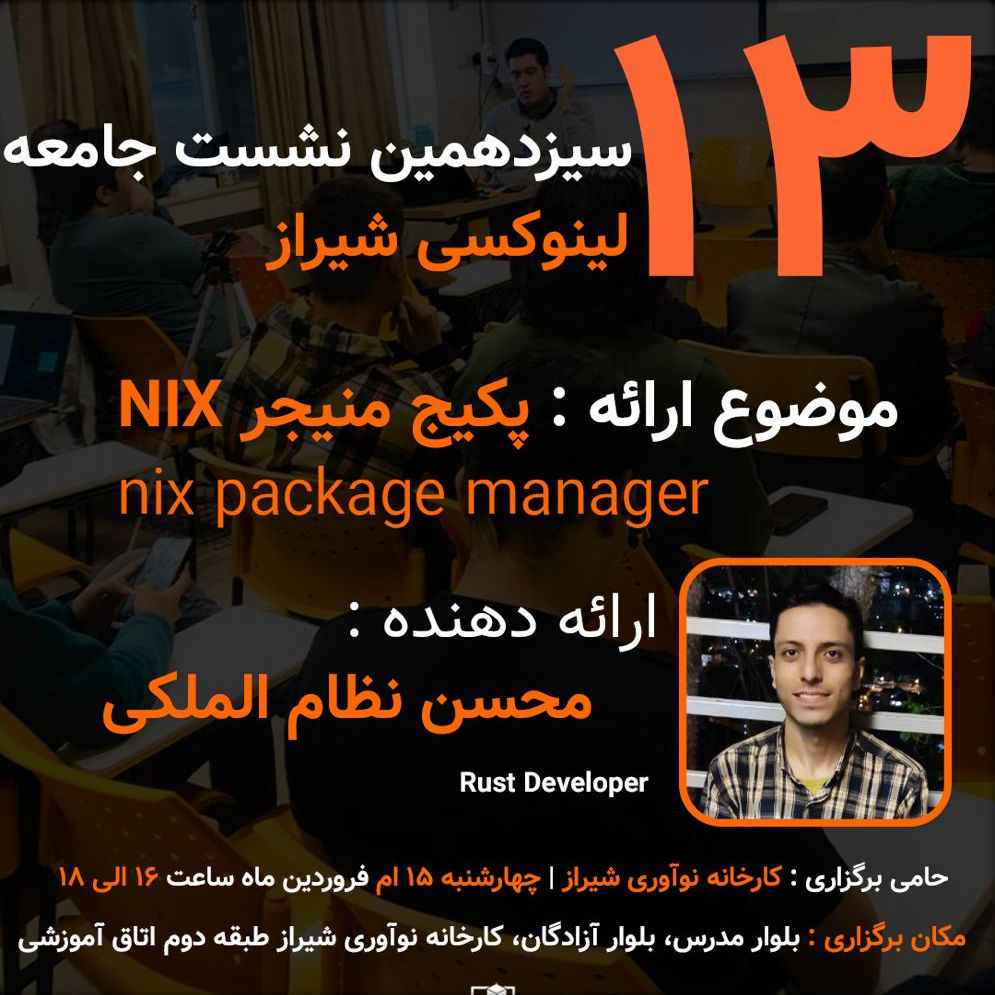 ۱۳
سیزدهمین نشست جامعه
لینوکسی شیراز
موضوع ارائه : پکیج منیجر NIX
nix package manager
ارائه دهنده :
محسن نظام الملکی
Rust Developer
حامی برگزاری : کارخانه نوآوری شیراز | چهارشنبه ۱۵ ام فروردین ماه ساعت ۱۶ الی ۱۸
مکان برگزاری : بلوار مدرس، بلوار آزادگان، کارخانه نوآوری شیراز طبقه دوم اتاق آموزشی